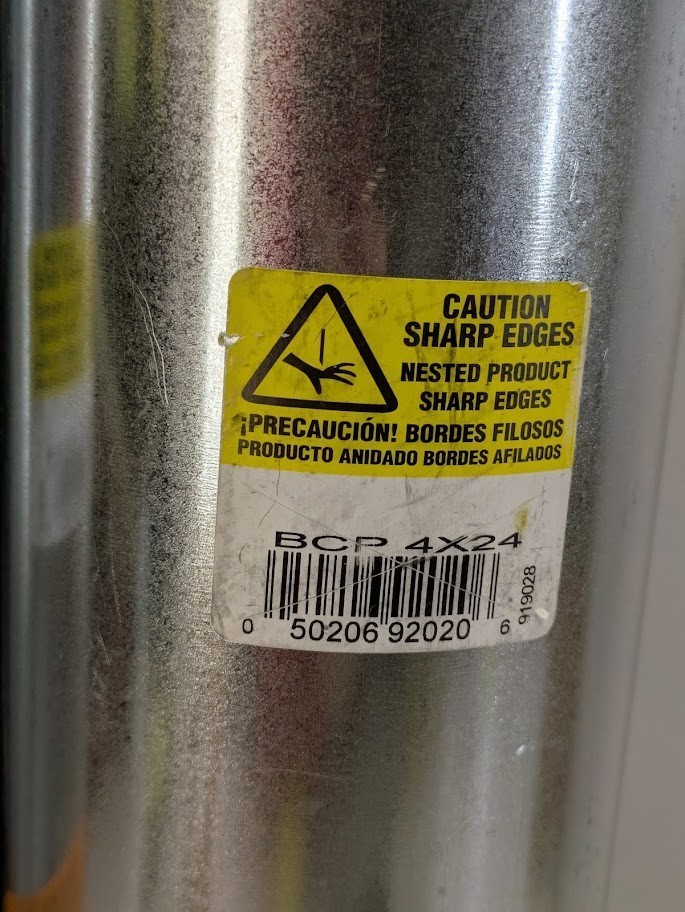 CAUTION
SHARP EDGES
NESTED PRODUCT
SHARP EDGES
¡PRECAUCIÓN! BORDES FILOSOS
PRODUCTO ANIDADO BORDES AFILADOS
BCP 4X24
0 50206 92020 6
919028